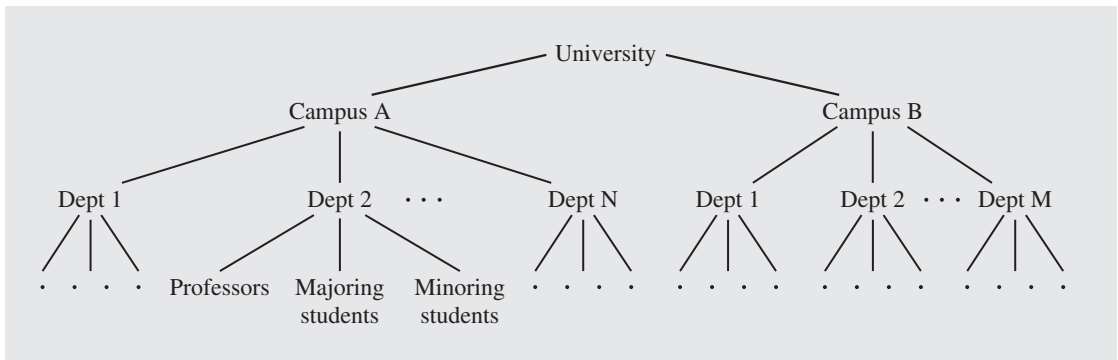 University
Campus A Campus B
Dept 1 Dept 2 ··· Dept N Dept 1 Dept 2 ··· Dept M
· · · · Professors Majoring Minoring · · · · · · · · · · · · · · · ·
students students